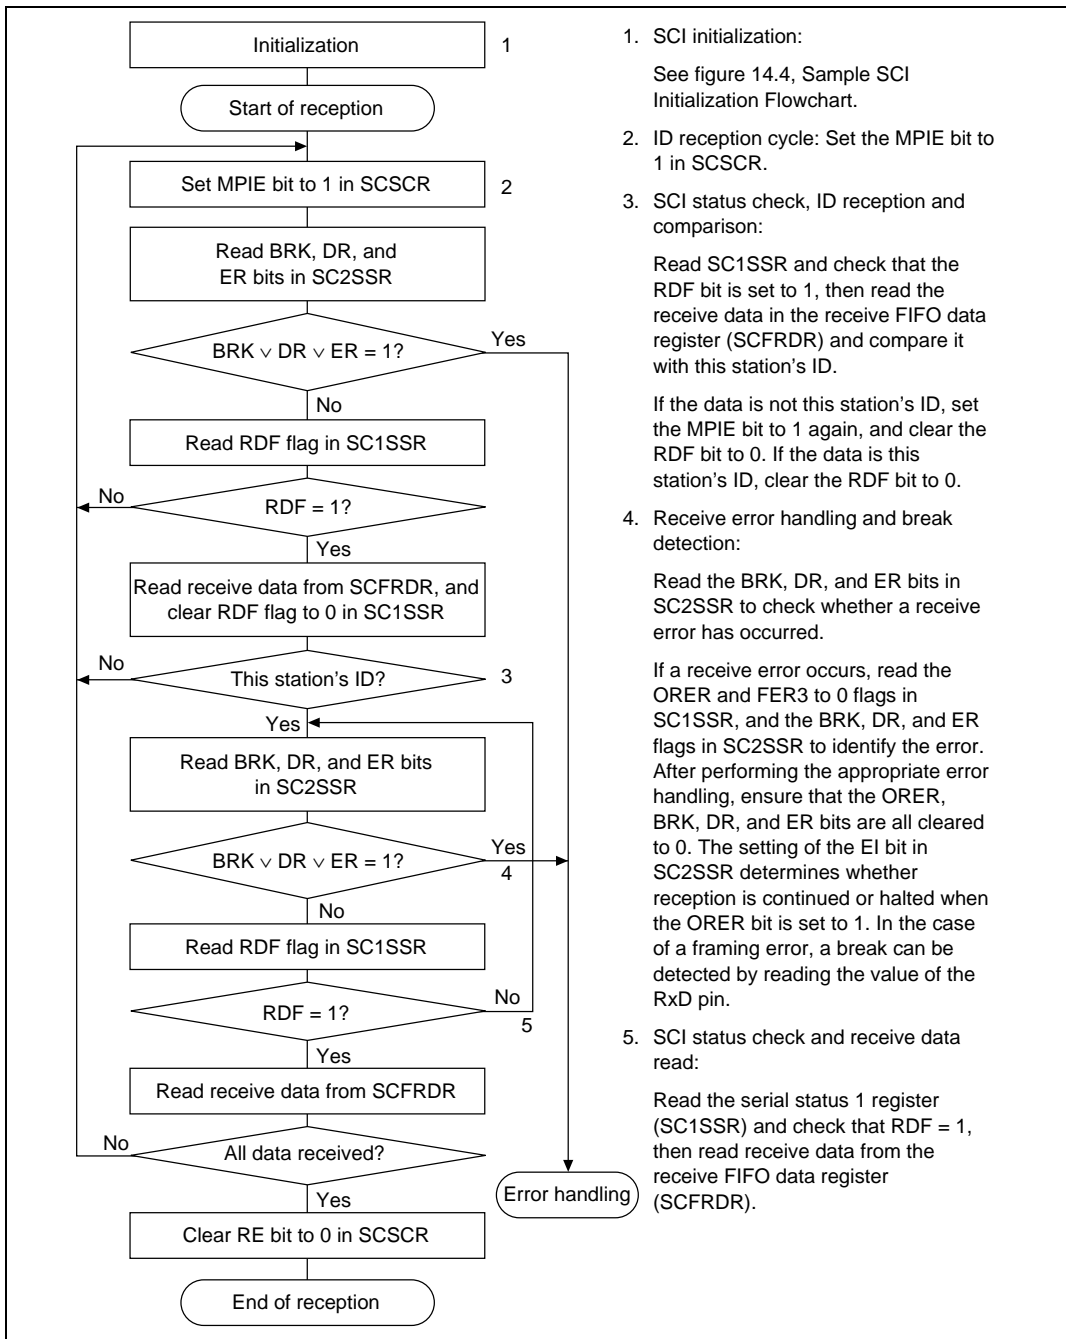 Initialization
1
Start of reception
Set MPIE bit to 1 in SCSCR
2
Read BRK, DR, and
ER bits in SC2SSR
BRK ∨ DR ∨ ER = 1?
Yes
No
Read RDF flag in SC1SSR
No
RDF = 1?
Yes
Read receive data from SCFRDR, and
clear RDF flag to 0 in SC1SSR
No
This station's ID?
3
Yes
Read BRK, DR, and ER bits
in SC2SSR
BRK ∨ DR ∨ ER = 1?
Yes
4
No
Read RDF flag in SC1SSR
RDF = 1?
No
5
Yes
Read receive data from SCFRDR
No
All data received?
Error handling
Yes
Clear RE bit to 0 in SCSCR
End of reception
1. SCI initialization:
See figure 14.4, Sample SCI
Initialization Flowchart.
2. ID reception cycle: Set the MPIE bit to
1 in SCSCR.
3. SCI status check, ID reception and
comparison:
Read SC1SSR and check that the
RDF bit is set to 1, then read the
receive data in the receive FIFO data
register (SCFRDR) and compare it
with this station's ID.
If the data is not this station's ID, set
the MPIE bit to 1 again, and clear the
RDF bit to 0. If the data is this
station's ID, clear the RDF bit to 0.
4. Receive error handling and break
detection:
Read the BRK, DR, and ER bits in
SC2SSR to check whether a receive
error has occurred.
If a receive error occurs, read the
ORER and FER3 to 0 flags in
SC1SSR, and the BRK, DR, and ER
flags in SC2SSR to identify the error.
After performing the appropriate error
handling, ensure that the ORER,
BRK, DR, and ER bits are all cleared
to 0. The setting of the EI bit in
SC2SSR determines whether
reception is continued or halted when
the ORER bit is set to 1. In the case
of a framing error, a break can be
detected by reading the value of the
RxD pin.
5. SCI status check and receive data
read:
Read the serial status 1 register
(SC1SSR) and check that RDF = 1,
then read receive data from the
receive FIFO data register
(SCFRDR).